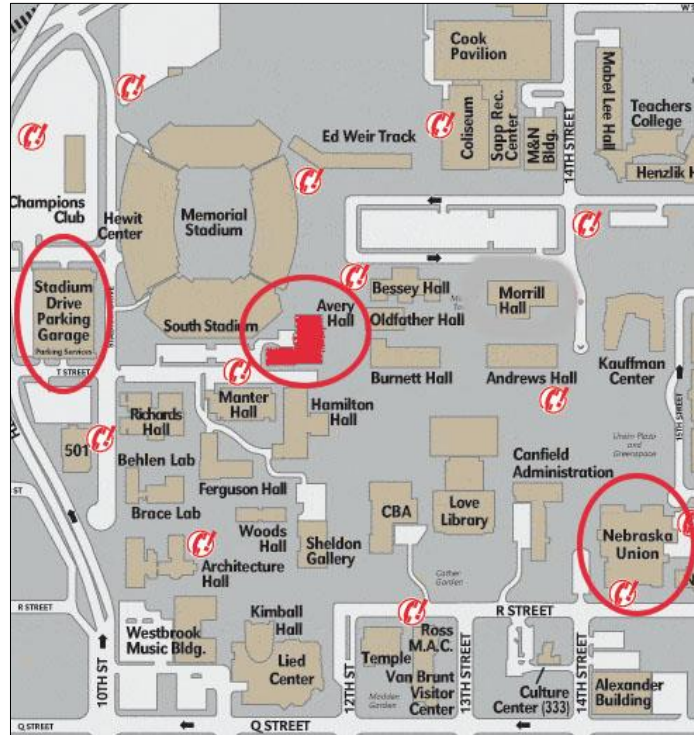 Cook
Pavilion
Mabel Lee Hall
Teachers
College
Henzlik
Coliseum
Sapp Rec.
Center
M&N
Bldg.
14TH STREET
Ed Weir Track
Champions
Club
Hewit
Center
Memorial
Stadium
South Stadium
Stadium
Drive
Parking
Garage
Parking Services
T STREET
Avery
Hall
Bessey Hall
Oldfather Hall
Morrill
Hall
Burnett Hall
Andrews Hall
Kauffman
Center
15TH STREET
Manter
Hall
Hamilton
Hall
Richards
Hall
501
Behlen Lab
Brace Lab
Ferguson Hall
Woods
Hall
Sheldon
Gallery
Architecture
Hall
CBA
Love
Library
Canfield
Administration
Union Plaza
and
Greenspace
Nebraska
Union
Gather
Garden
R STREET
R STREET
Westbrook
Music Bldg.
Kimball
Hall
Lied
Center
10TH ST
12TH ST
Temple
Ross
M.A.C.
Van Brunt
Visitor
Center
Madden
Garden
13TH STREET
Culture
Center (333)
14TH STREET
Alexander
Building
Q STREET
Q STREET